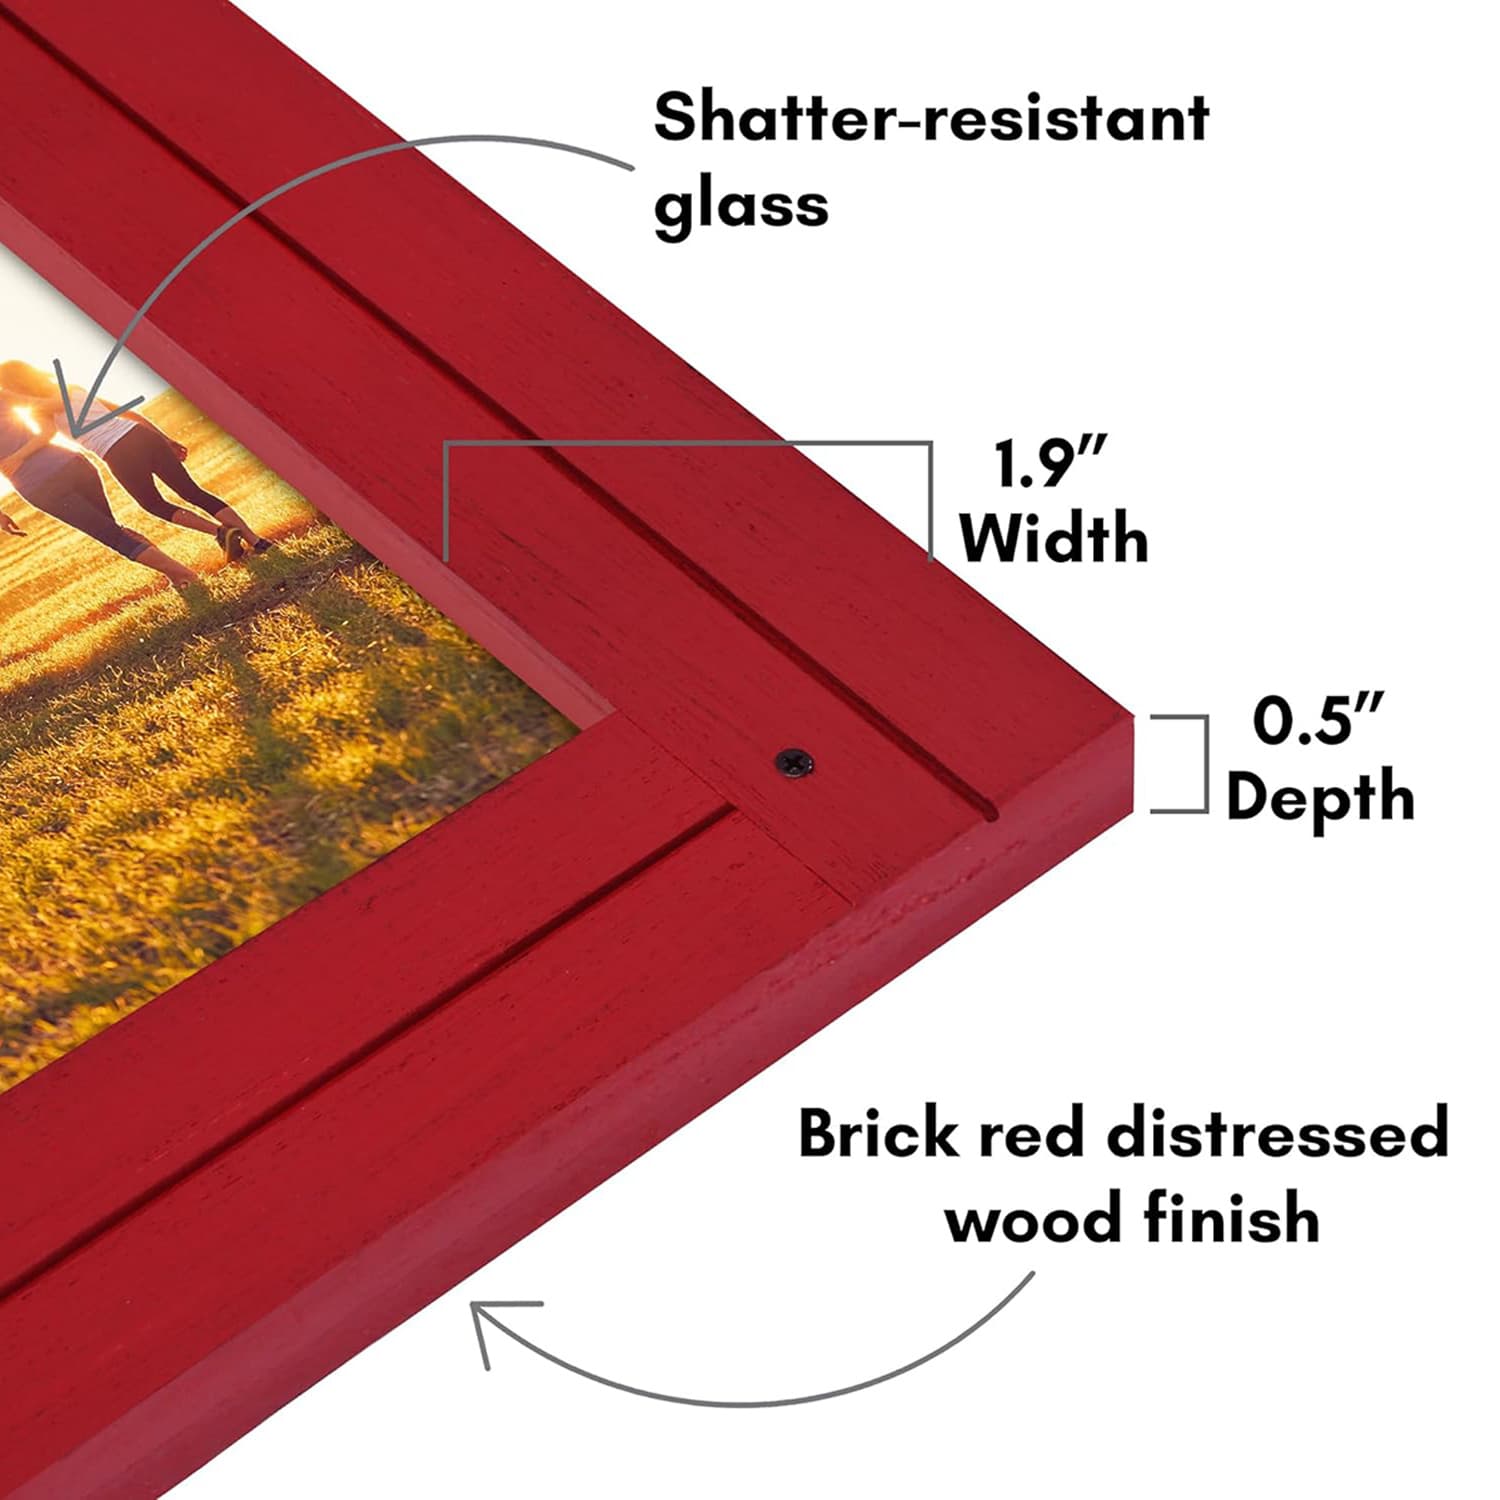 Shatter-resistant
glass
1.9″
Width
0.5″
Depth
Brick red distressed
wood finish